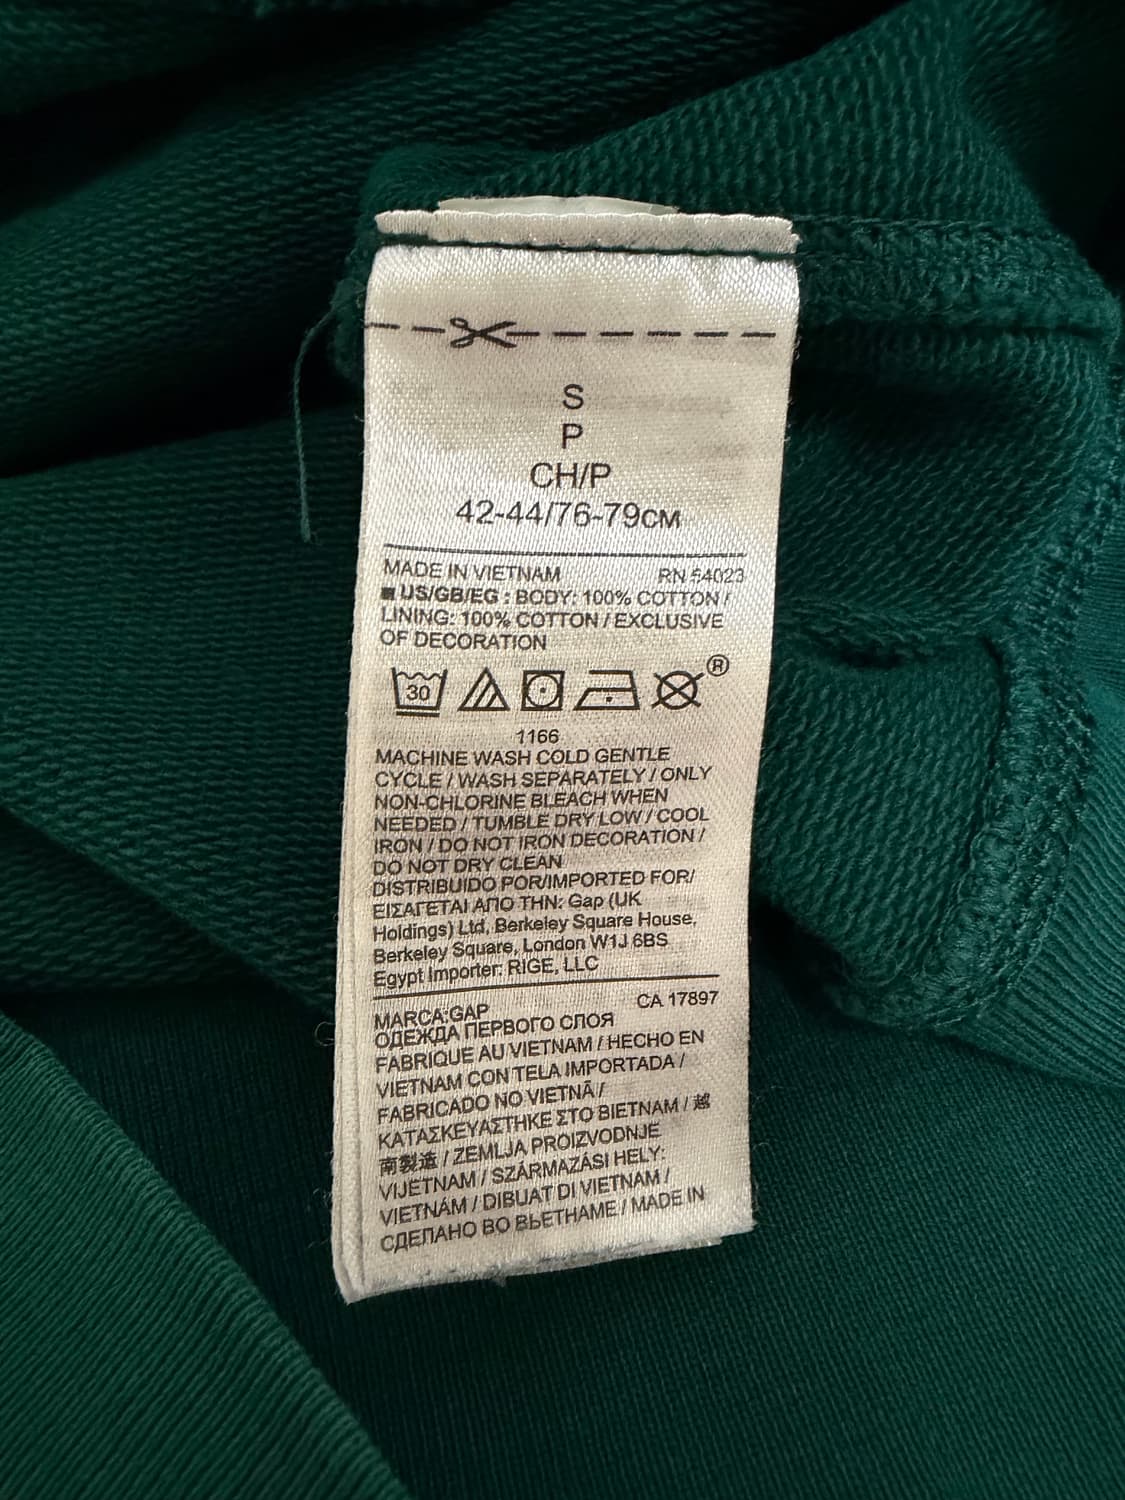 S
P
CH/P
42-44/76-79CM
MADE IN VIETNAM RN 54023
■ US/GB/EG : BODY: 100% COTTON /
LINING: 100% COTTON / EXCLUSIVE
OF DECORATION
30
®
1166
MACHINE WASH COLD GENTLE
CYCLE / WASH SEPARATELY / ONLY
NON-CHLORINE BLEACH WHEN
NEEDED / TUMBLE DRY LOW / COOL
IRON / DO NOT IRON DECORATION /
DO NOT DRY CLEAN
DISTRIBUIDO POR/IMPORTED FOR/
ΕΙΣΑΓΕΤΑΙ ΑΠΟ ΤΗΝ: Gap (UK
Holdings) Ltd, Berkeley Square House,
Berkeley Square, London W1J 6BS
Egypt Importer: RIGE, LLC
MARCA:GAP CA 17897
ОДЕЖДА ПЕРВОГО СЛОЯ
FABRIQUE AU VIETNAM / HECHO EN
VIETNAM CON TELA IMPORTADA /
FABRICADO NO VIETNÃ /
ΚΑΤΑΣΚΕΥΑΣΤΗΚΕ ΣΤΟ ΒΙΕΤΝΑΜ / 越
南製造 / ZEMLJA PROIZVODNJE
VIJETNAM / SZÁRMAZÁSI HELY:
VIETNÁM / DIBUAT DI VIETNAM /
СДЕЛАНО ВО ВЬЕТНАМЕ / MADE IN